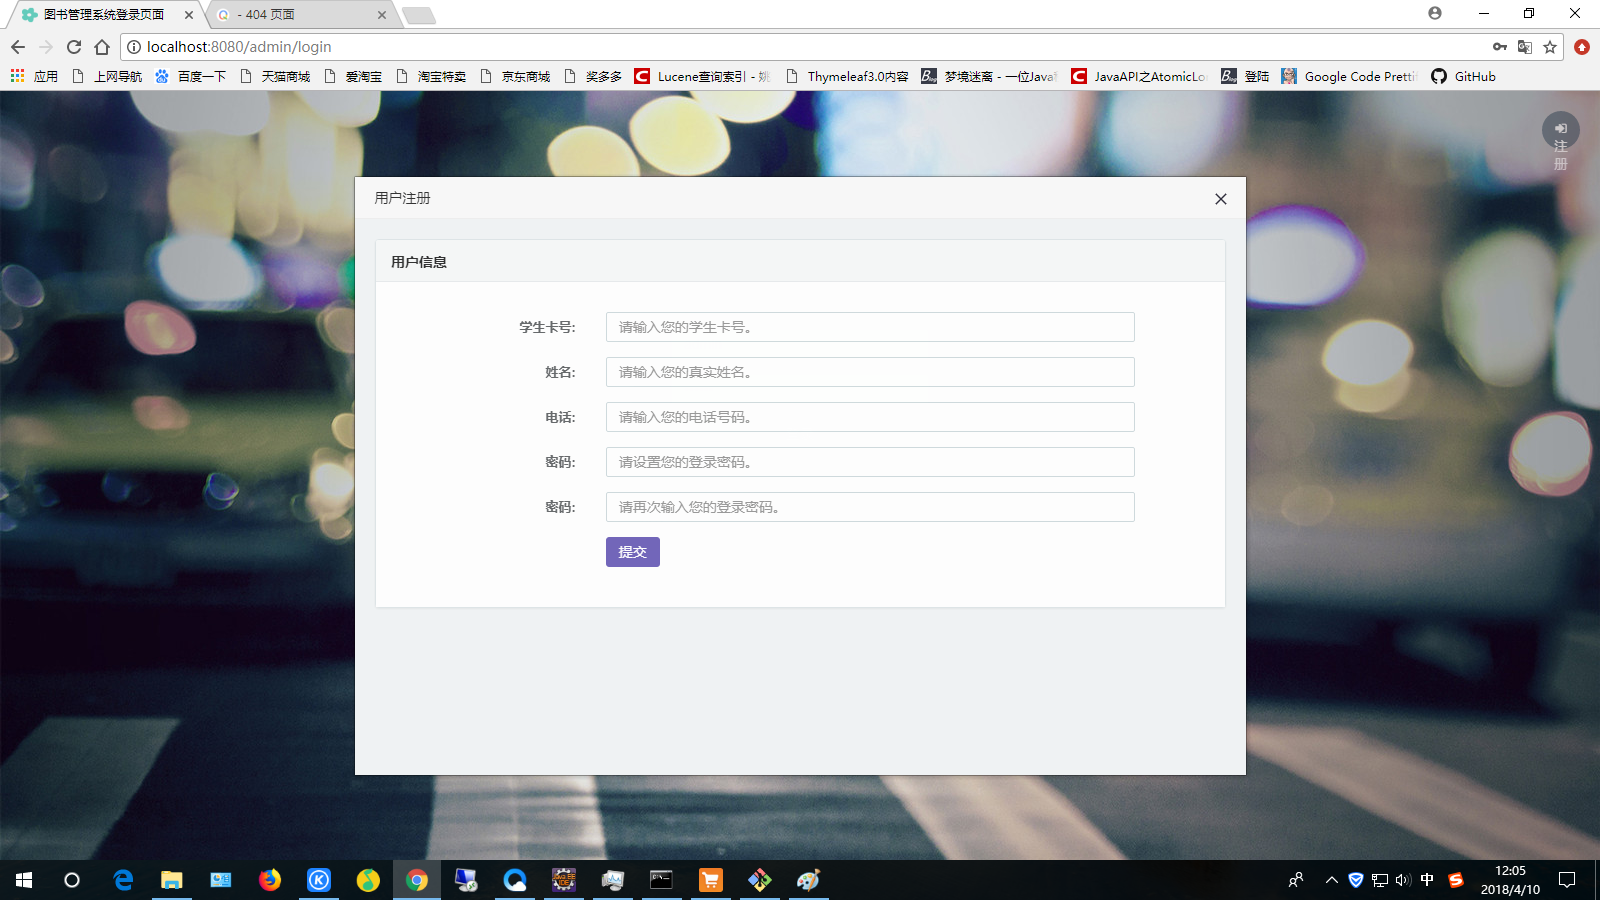 图书管理系统登录页面
- 404 页面
localhost:8080/admin/login
应用
上网导航
百度一下
天猫商城
爱淘宝
淘宝特卖
京东商城
奖多多
Lucene查询索引 - 姚
Thymeleaf3.0内容
梦境迷离 - 一位Java
JavaAPI之AtomicLo
登陆
Google Code Pretti
GitHub
注
册
用户注册
用户信息
学生卡号:
请输入您的学生卡号。
姓名:
请输入您的真实姓名。
电话:
请输入您的电话号码。
密码:
请设置您的登录密码。
密码:
请再次输入您的登录密码。
提交
中
12:05
2018/4/10